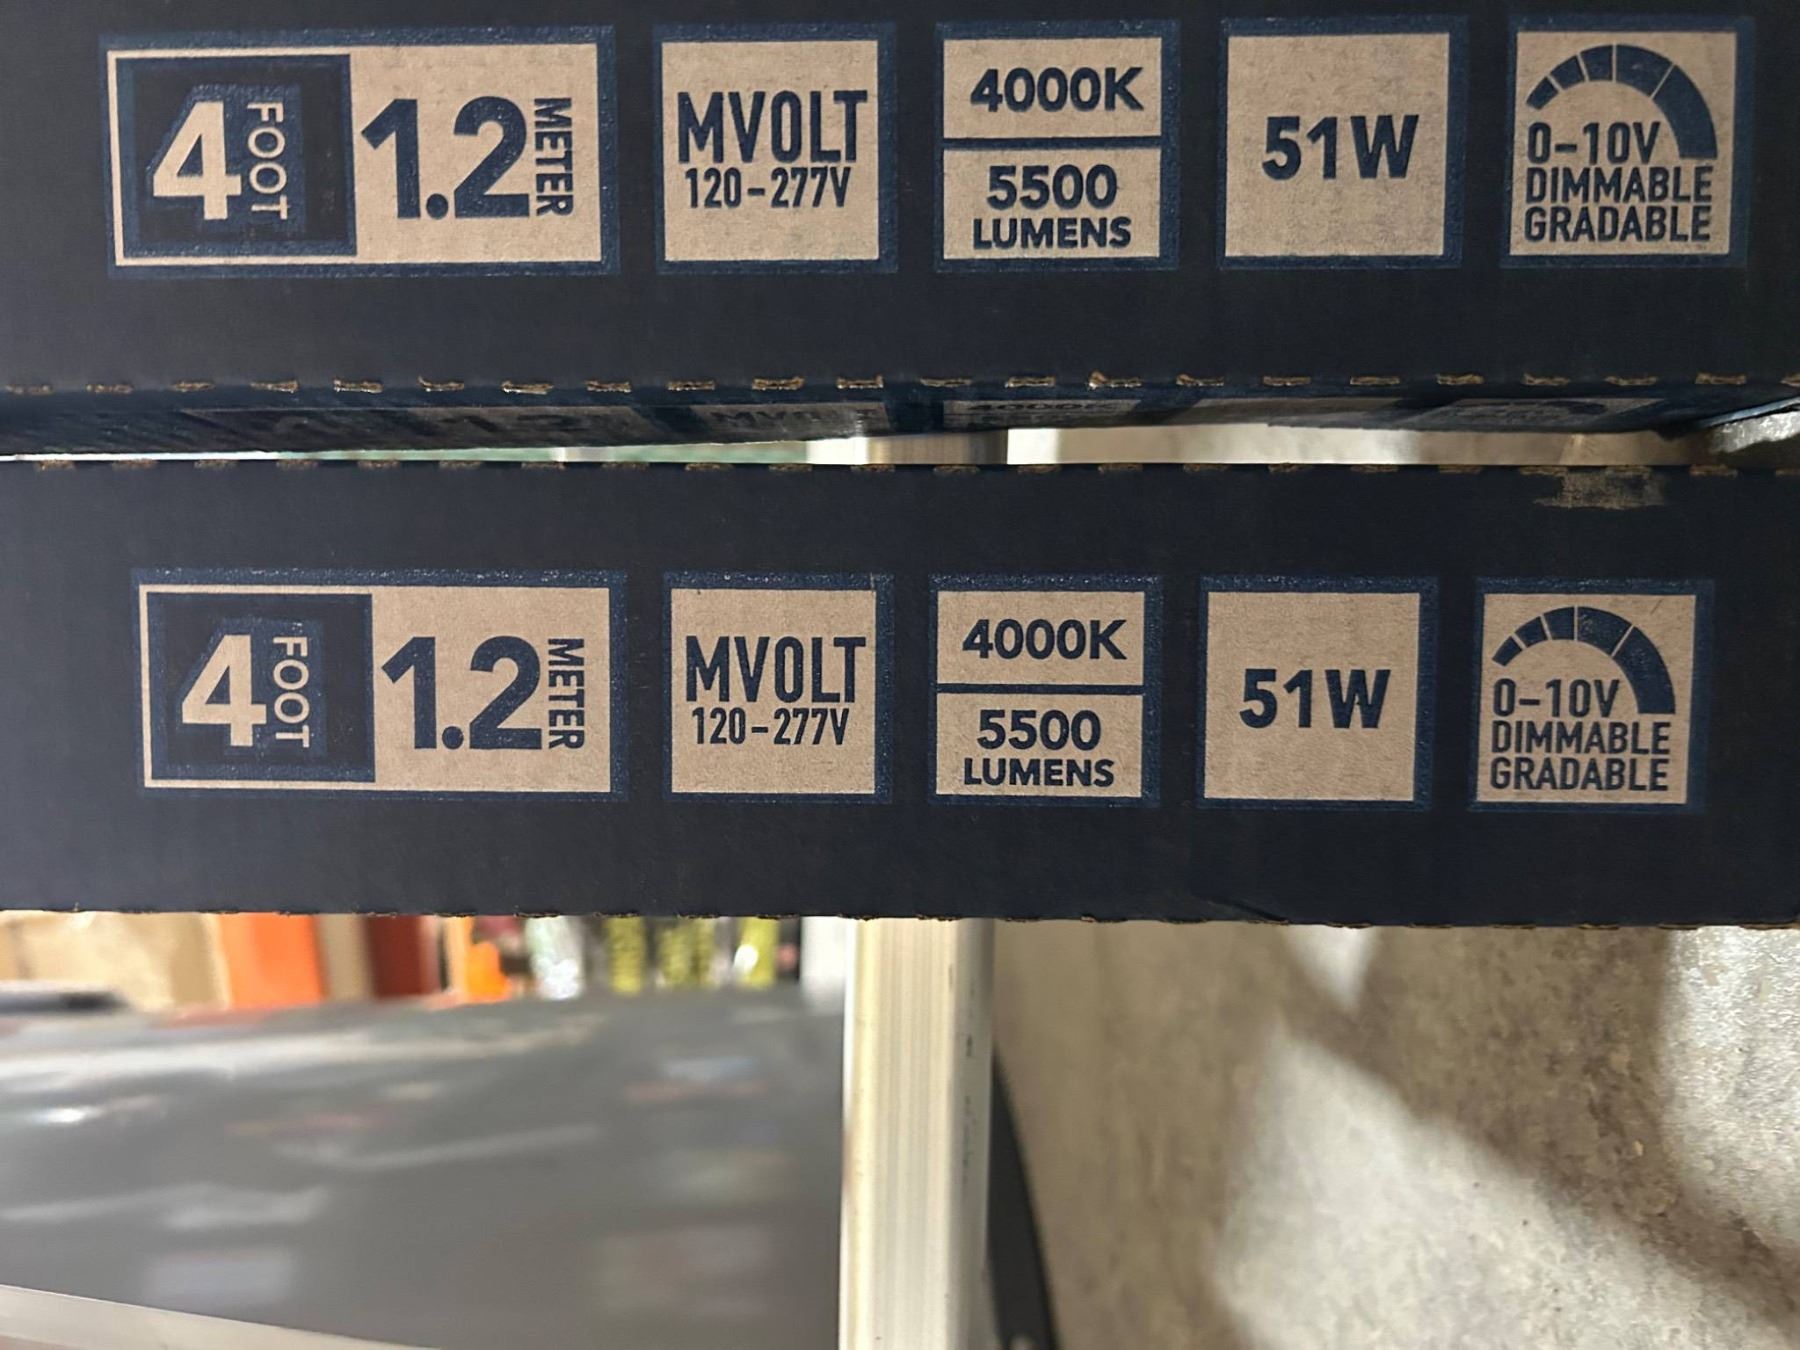 4 FOOT 1.2 METER
MVOLT
120-277V
4000K
5500
LUMENS
51W
0-10V
DIMMABLE
GRADABLE
4 FOOT 1.2 METER
MVOLT
120-277V
4000K
5500
LUMENS
51W
0-10V
DIMMABLE
GRADABLE